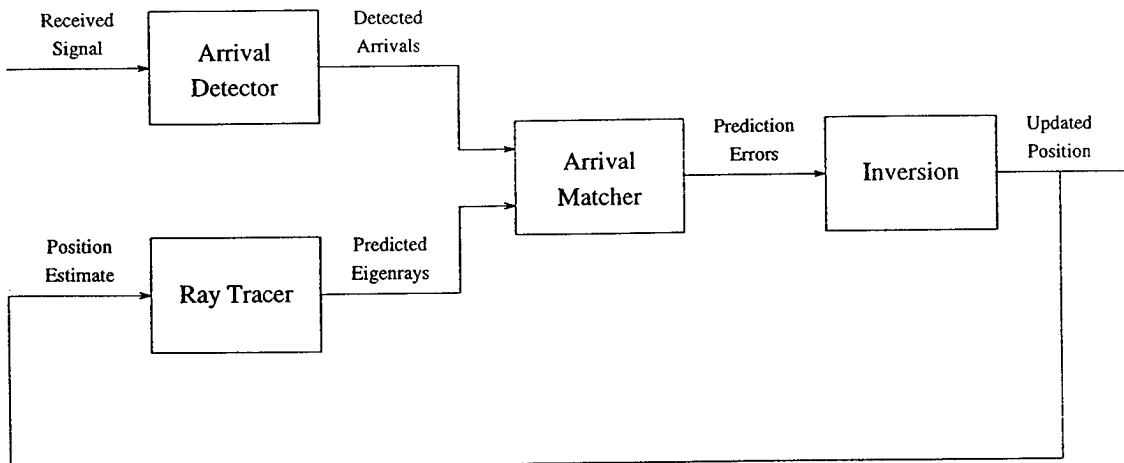 Received
Signal
Arrival
Detector
Detected
Arrivals
Arrival
Matcher
Prediction
Errors
Inversion
Updated
Position
Position
Estimate
Ray Tracer
Predicted
Eigenrays